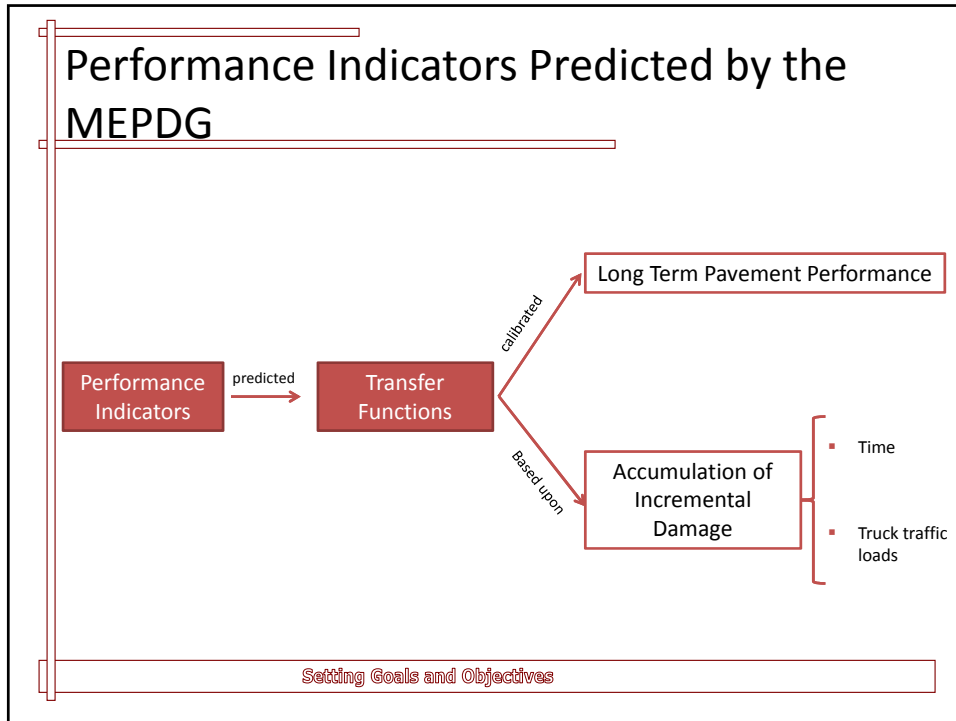 Performance Indicators Predicted by the
MEPDG
Long Term Pavement Performance
calibrated
Performance
Indicators
predicted
Transfer
Functions
Based upon
Accumulation of
Incremental
Damage
▪ Time
▪ Truck traffic
loads
Setting Goals and Objectives